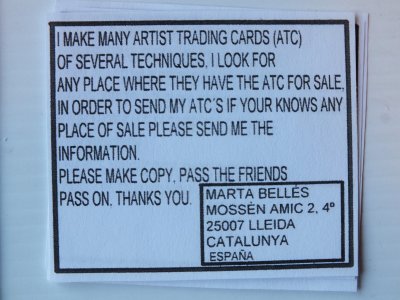 I MAKE MANY ARTIST TRADING CARDS (ATC)
OF SEVERAL TECHNIQUES. I LOOK FOR
ANY PLACE WHERE THEY HAVE THE ATC FOR SALE,
IN ORDER TO SEND MY ATC´S IF YOUR KNOWS ANY
PLACE OF SALE PLEASE SEND ME THE
INFORMATION.
PLEASE MAKE COPY, PASS THE FRIENDS
PASS ON. THANKS YOU.
MARTA BELLÉS
MOSSÈN AMIC 2, 4º
25007 LLEIDA
CATALUNYA
ESPAÑA